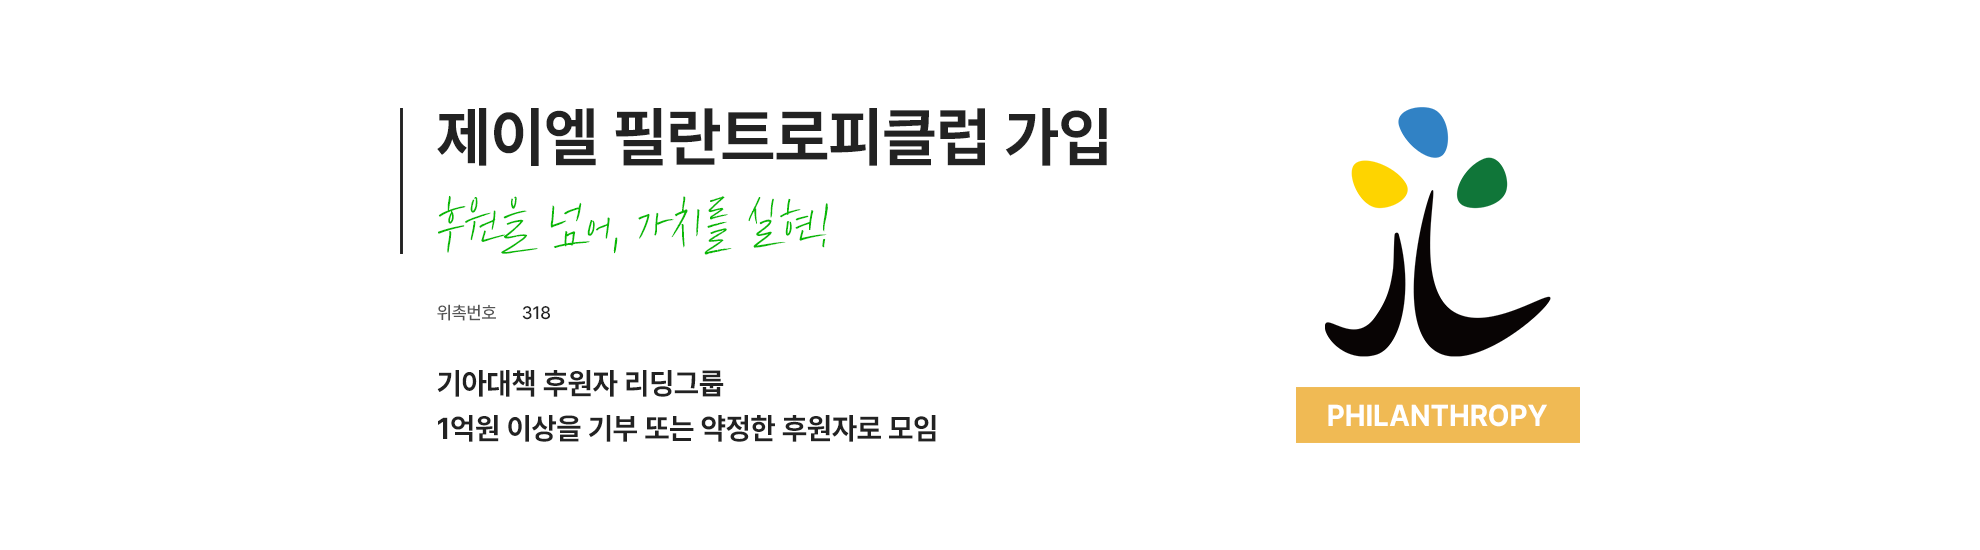 제이엘 필란트로피클럽 가입
후원을 넘어, 가치를 실현!
위촉번호 318
기아대책 후원자 리딩그룹
1억원 이상을 기부 또는 약정한 후원자로 모임
PHILANTHROPY